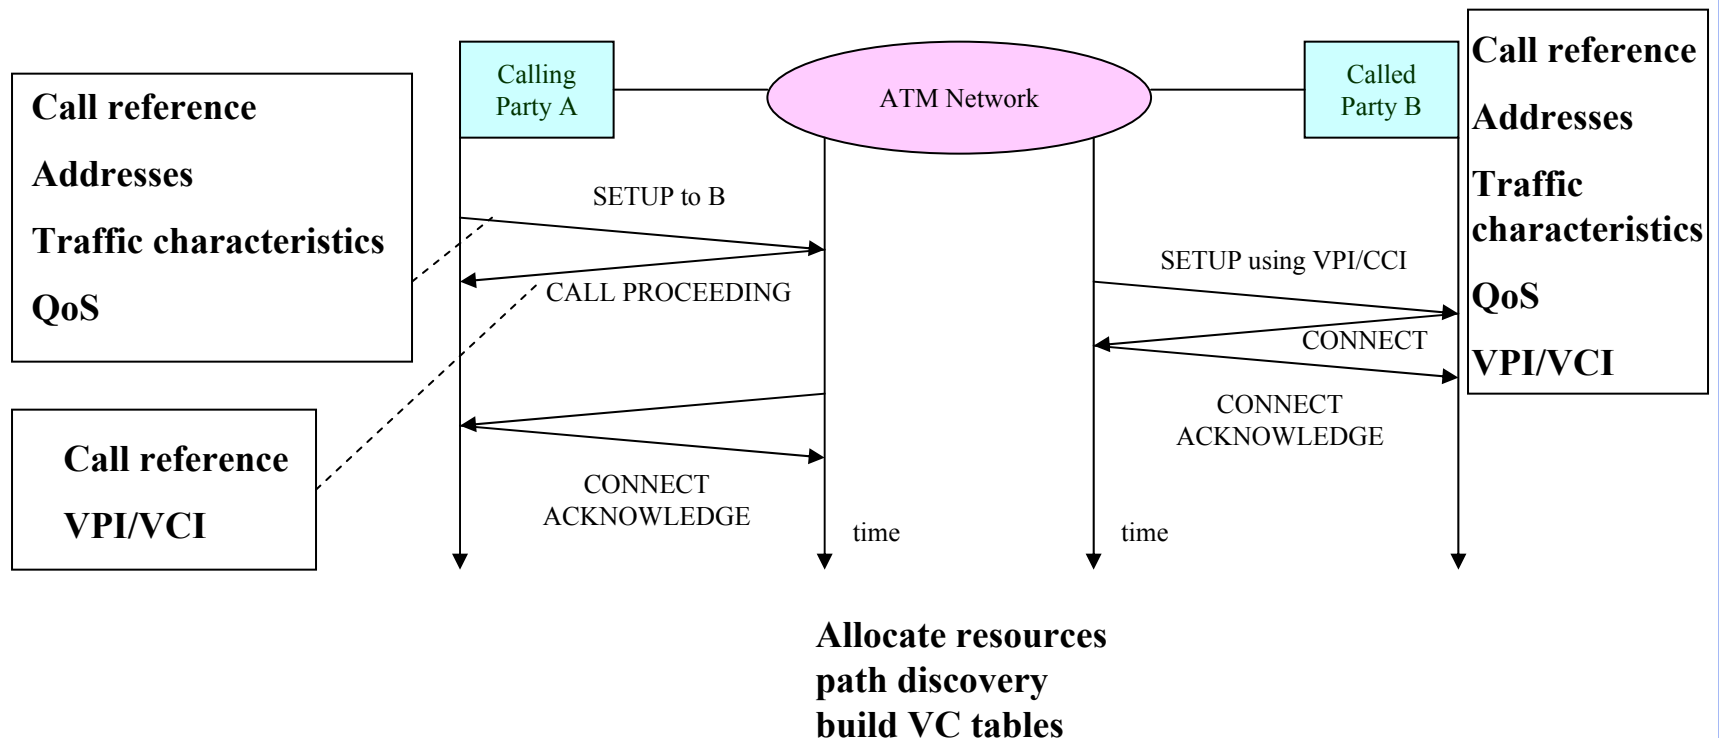 Call reference
Addresses
Traffic characteristics
QoS
Call reference
VPI/VCI
Calling
Party A
ATM Network
Called
Party B
SETUP to B
CALL PROCEEDING
CONNECT
ACKNOWLEDGE
time
SETUP using VPI/CCI
CONNECT
CONNECT
ACKNOWLEDGE
time
Call reference
Addresses
Traffic
characteristics
QoS
VPI/VCI
Allocate resources
path discovery
build VC tables